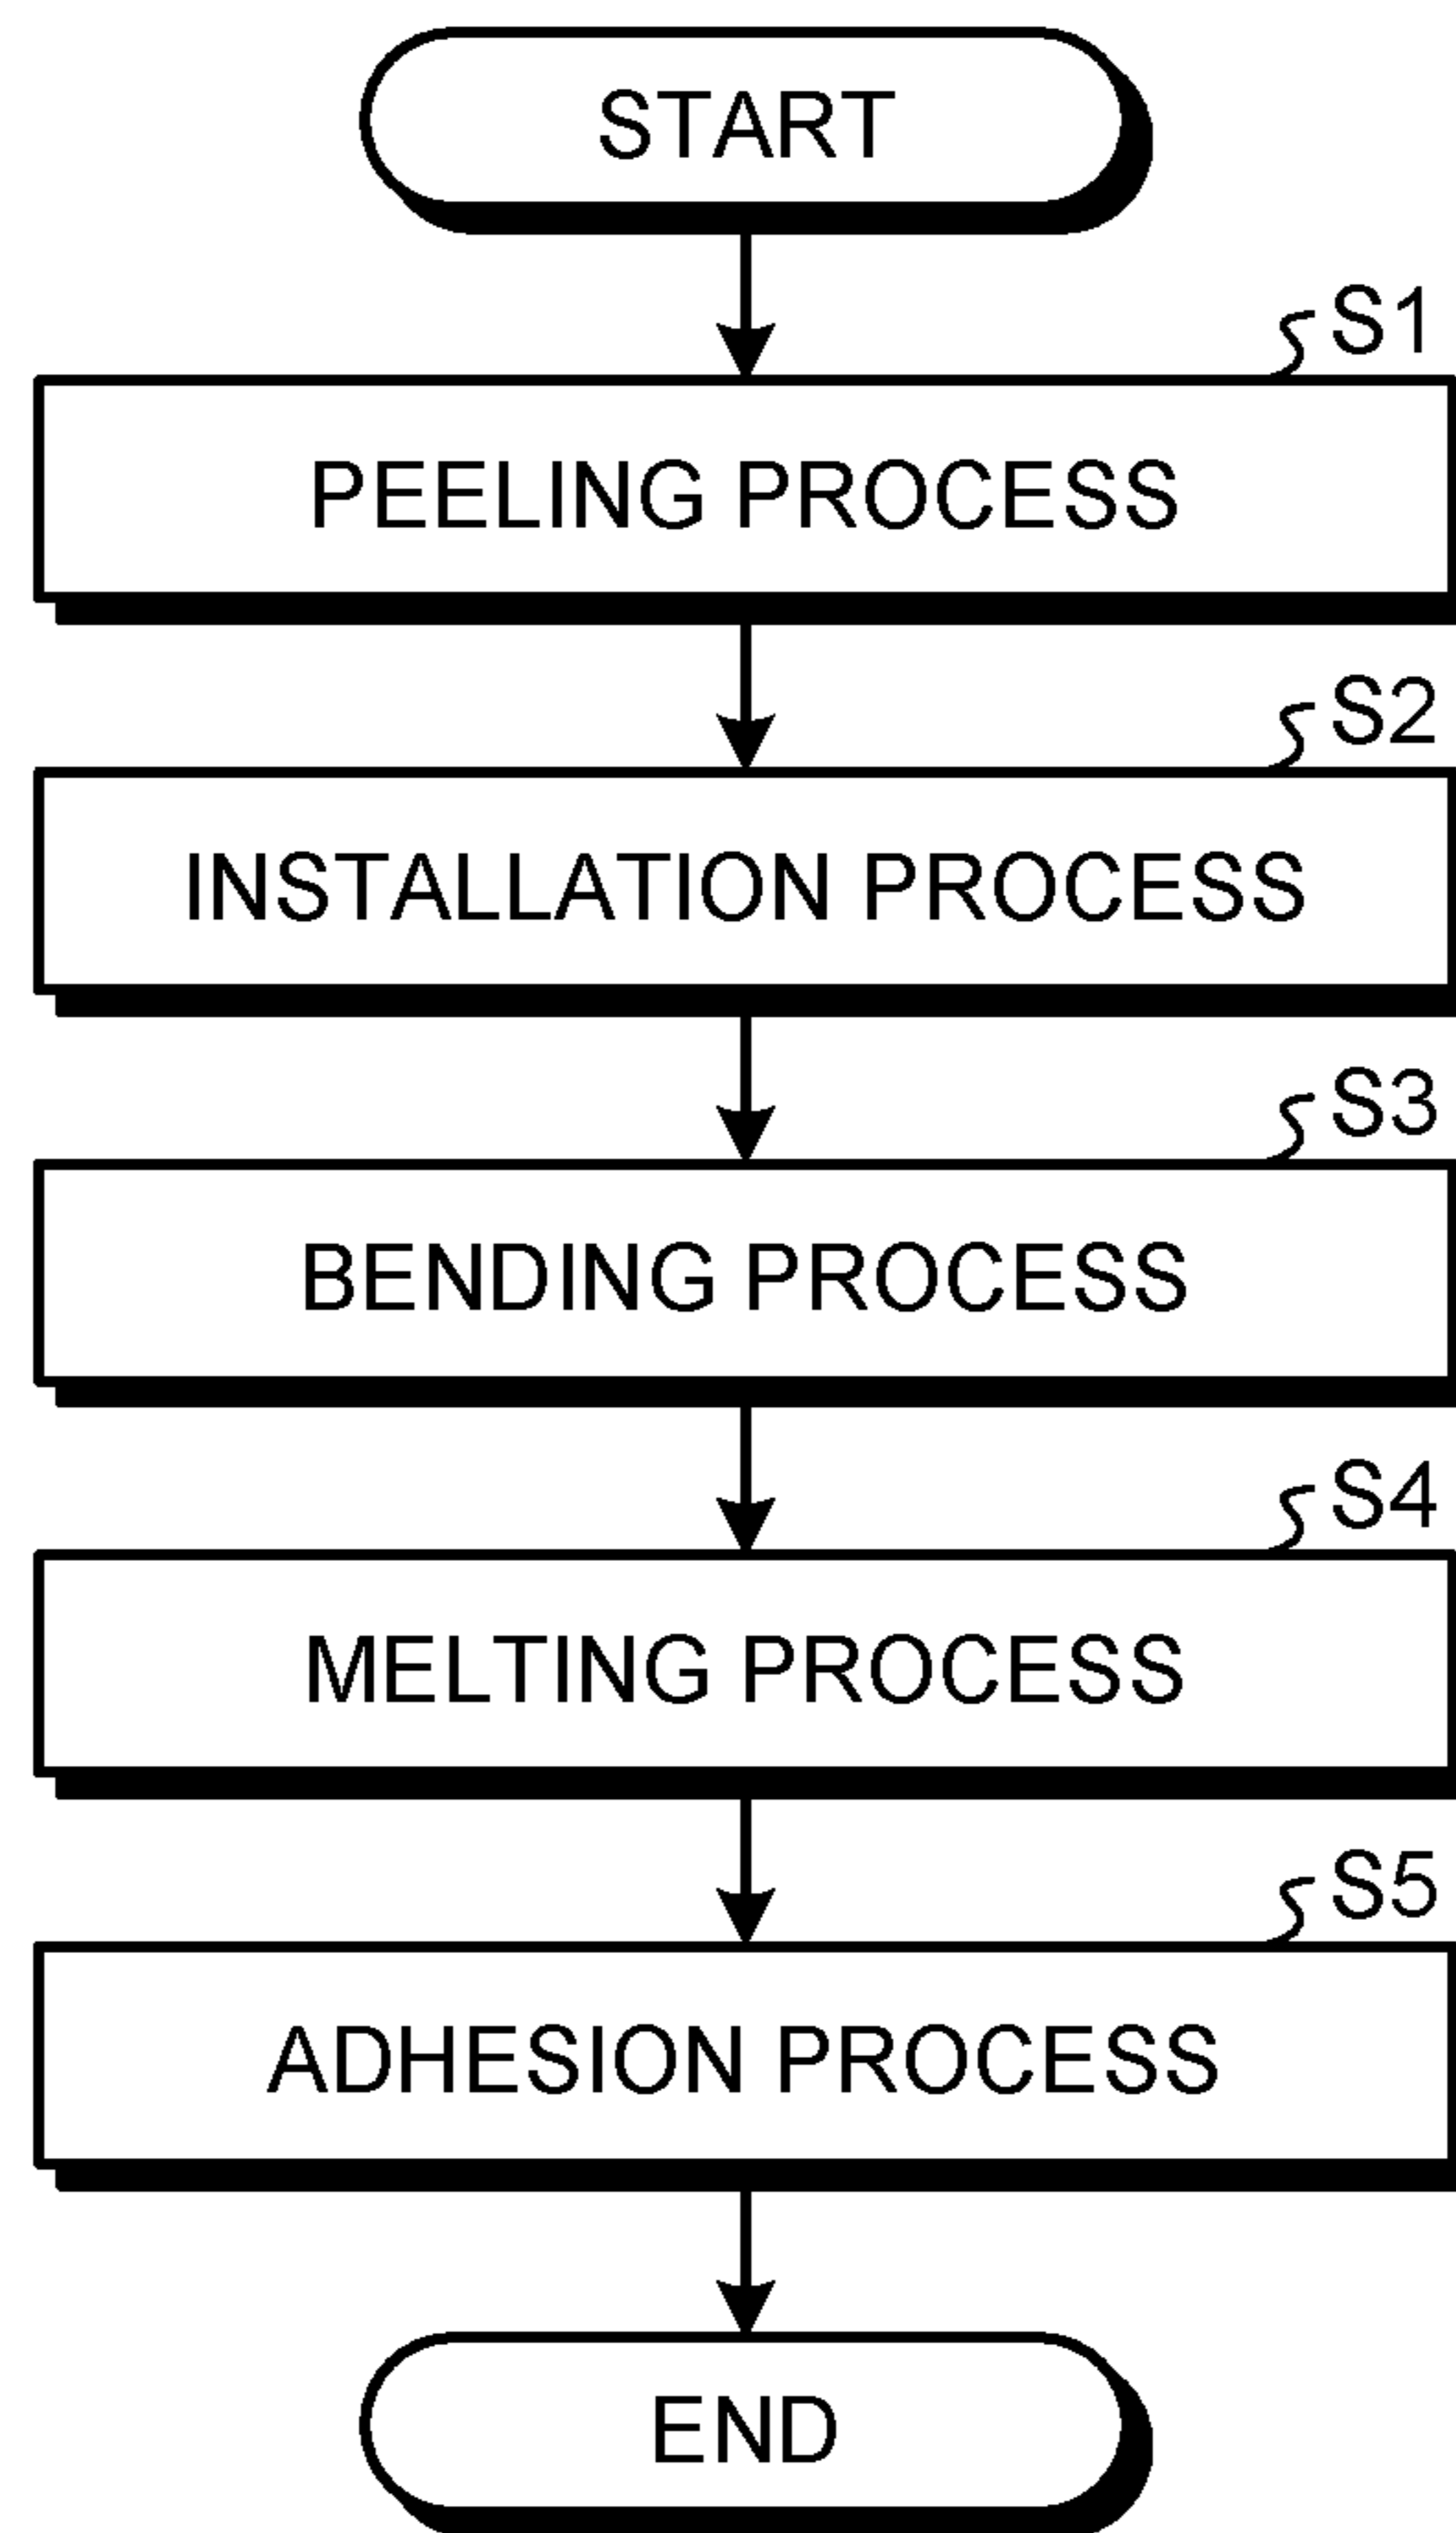 START
S1
PEELING PROCESS
S2
INSTALLATION PROCESS
S3
BENDING PROCESS
S4
MELTING PROCESS
S5
ADHESION PROCESS
END